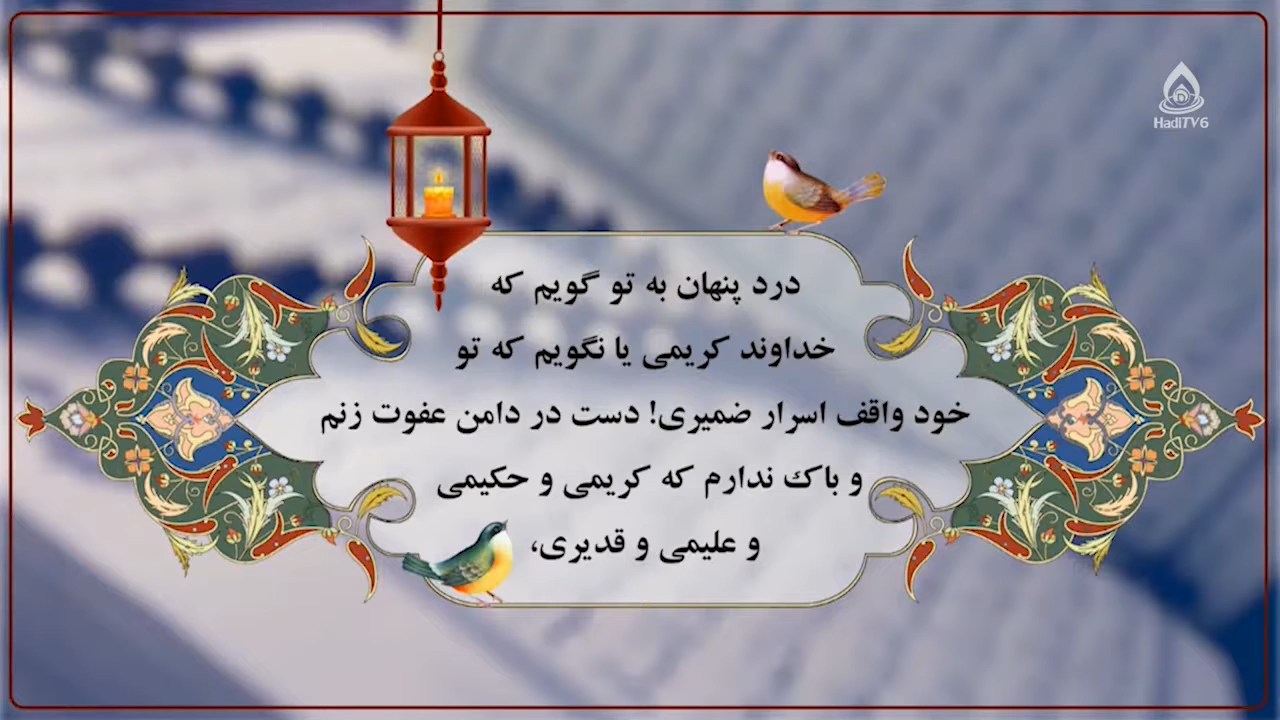 HadiTV6
درد پنهان به تو گویم که
خداوند کریمی یا نگویم که تو
خود واقف اسرار ضمیری! دست در دامن عفوت زنم
و باک ندارم که کریمی و حکیمی
و علیمی و قدیری،